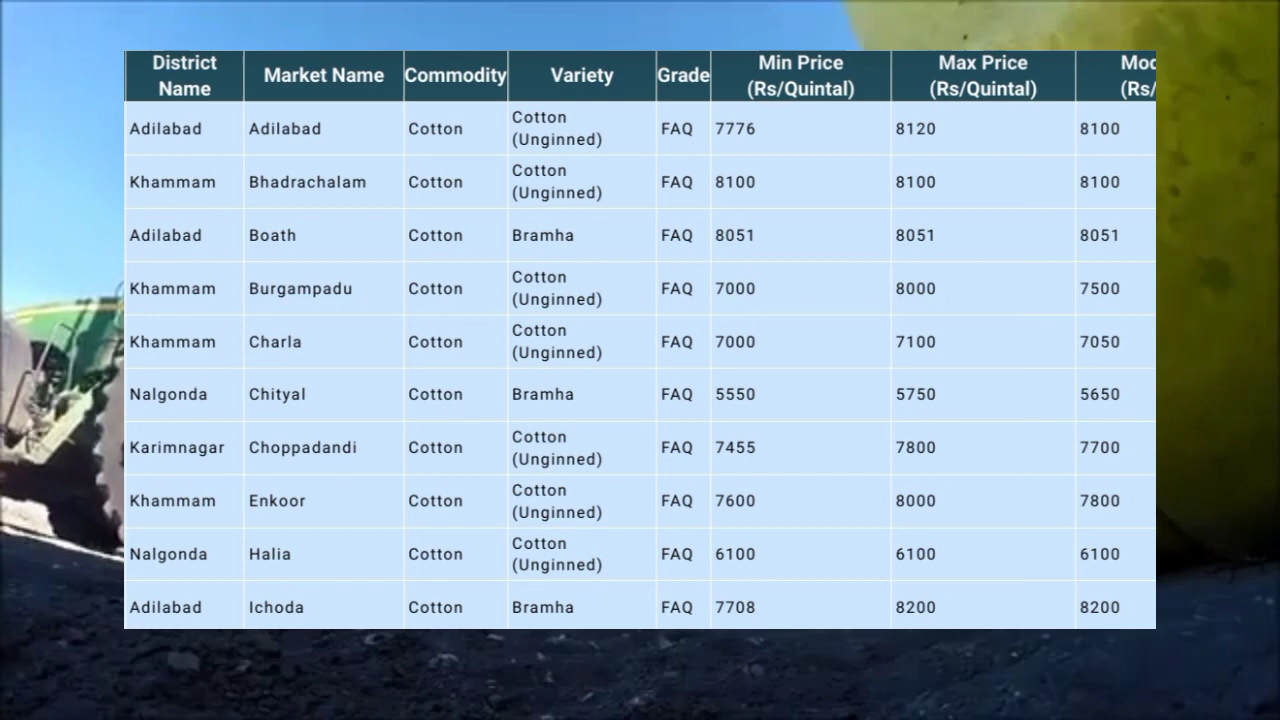 District Name Market Name Commodity Variety Grade Min Price (Rs/Quintal) Max Price (Rs/Quintal)
Adilabad Adilabad Cotton Cotton (Unginned) FAQ 7776 8120 8100
Khammam Bhadrachalam Cotton Cotton (Unginned) FAQ 8100 8100 8100
Adilabad Boath Cotton Bramha FAQ 8051 8051 8051
Khammam Burgampadu Cotton Cotton (Unginned) FAQ 7000 8000 7500
Khammam Charla Cotton Cotton (Unginned) FAQ 7000 7100 7050
Nalgonda Chityal Cotton Bramha FAQ 5550 5750 5650
Karimnagar Choppadandi Cotton Cotton (Unginned) FAQ 7455 7800 7700
Khammam Enkoor Cotton Cotton (Unginned) FAQ 7600 8000 7800
Nalgonda Halia Cotton Cotton (Unginned) FAQ 6100 6100 6100
Adilabad Ichoda Cotton Bramha FAQ 7708 8200 8200